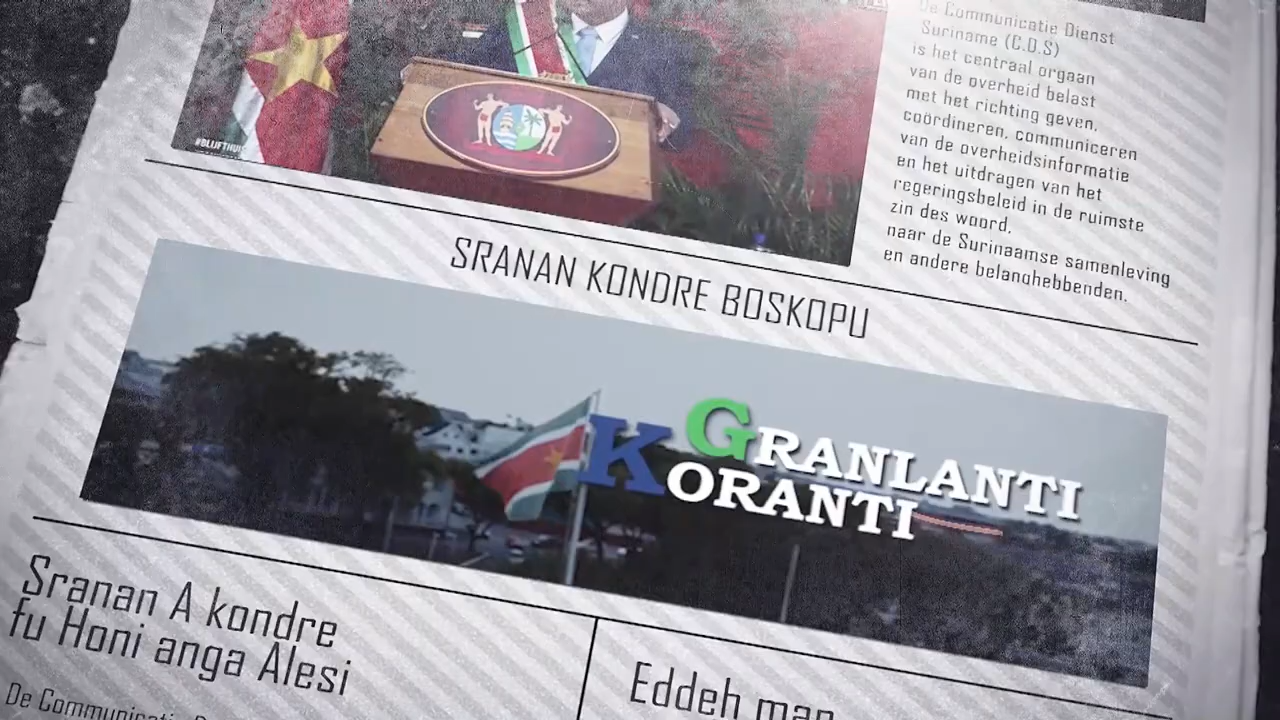 De Communicatie Dienst
Suriname (C.D.S)
is het centraal orgaan
van de overheid belast
met het richting geven,
coördineren, communiceren
van de overheidsinformatie
en het uitdragen van het
regeringsbeleid in de ruimste
zin des woord,
naar de Surinaamse samenleving
en andere belanghebbenden.
SRANAN KONDRE BOSKOPU
GRANLANTI
KORANTI
Sranan A kondre
fu Honi anga Alesi
De
Eddeh man